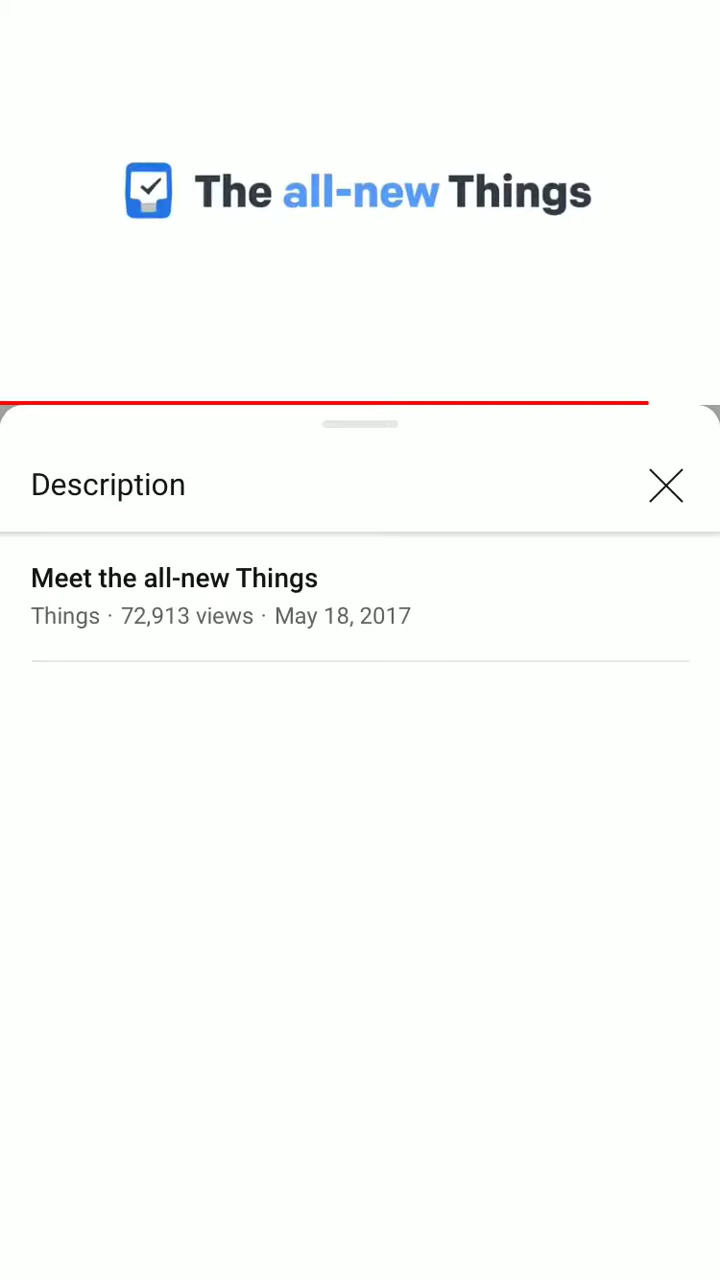 The all-new Things
Description
Meet the all-new Things
Things · 72,913 views · May 18, 2017